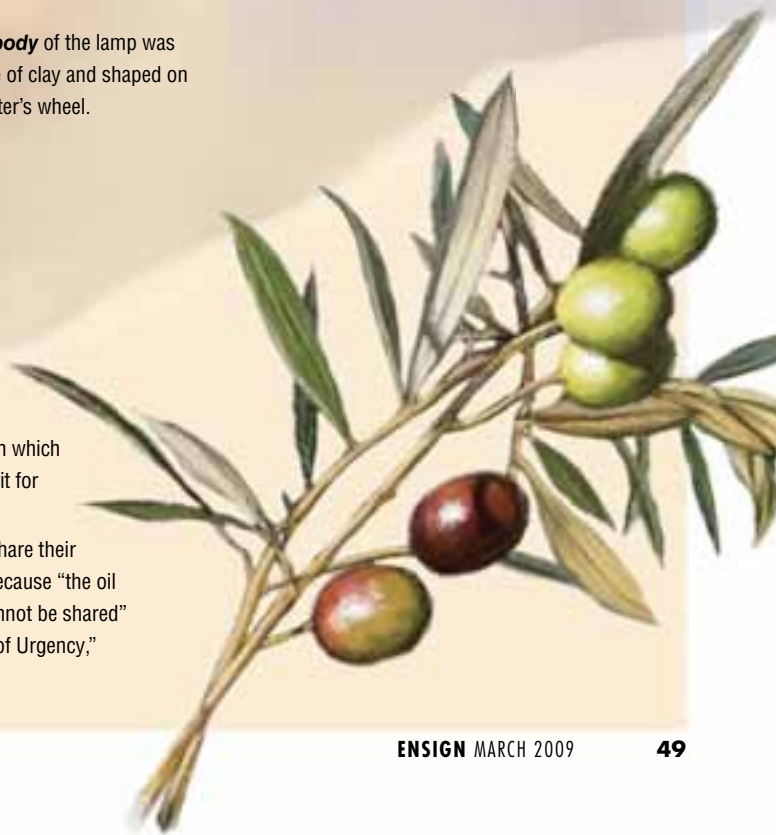 body of the lamp was
of clay and shaped on
ter’s wheel.
n which
it for
hare their
ecause “the oil
nnot be shared”
of Urgency,”
ENSIGN MARCH 2009 49